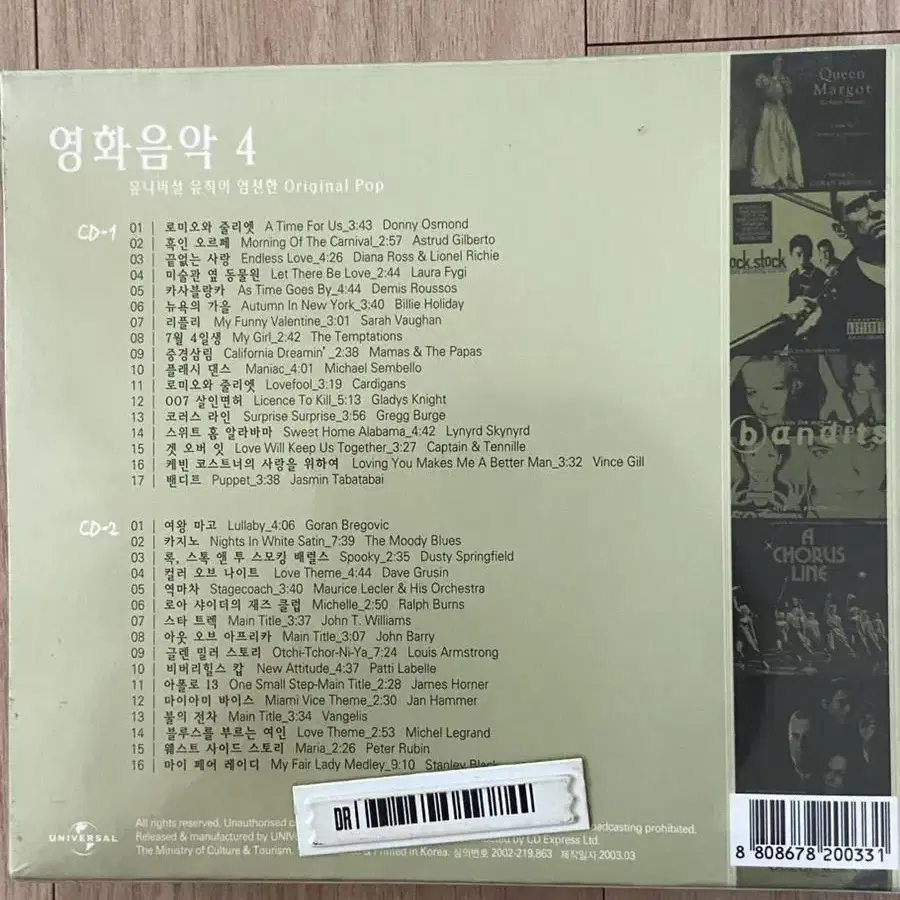 영화음악 4
유니버셜 뮤직이 엄선한 Original Pop
CD-1
01 | 로미오와 줄리엣 A Time For Us_3:43 Donny Osmond
02 | 흑인 오르페 Morning Of The Carnival_2:57 Astrud Gilberto
03 | 끝없는 사랑 Endless Love_4:26 Diana Ross & Lionel Richie
04 | 미술관 옆 동물원 Let There Be Love_2:44 Laura Fygi
05 | 카사블랑카 As Time Goes By_4:44 Demis Roussos
06 | 뉴욕의 가을 Autumn In New York_3:40 Billie Holiday
07 | 리플리 My Funny Valentine_3:01 Sarah Vaughan
08 | 7월 4일생 My Girl_2:42 The Temptations
09 | 중경삼림 California Dreamin'_2:38 Mamas & The Papas
10 | 플래시 댄스 Maniac_4:01 Michael Sembello
11 | 로미오와 줄리엣 Lovefool_3:19 Cardigans
12 | 007 살인면허 Licence To Kill_5:13 Gladys Knight
13 | 코러스 라인 Surprise Surprise_3:56 Gregg Burge
14 | 스위트 홈 알라바마 Sweet Home Alabama_4:42 Lynyrd Skynyrd
15 | 겟 오버 잇 Love Will Keep Us Together_3:27 Captain & Tennille
16 | 케빈 코스트너의 사랑을 위하여 Loving You Makes Me A Better Man_3:32 Vince Gill
17 | 밴디트 Puppet_3:38 Jasmin Tabatabai
CD-2
01 | 여왕 마고 Lullaby_4:06 Goran Bregovic
02 | 카지노 Nights In White Satin_7:39 The Moody Blues
03 | 록, 스톡 앤 투 스모킹 배럴스 Spooky_2:35 Dusty Springfield
04 | 컬러 오브 나이트 Love Theme_4:44 Dave Grusin
05 | 역마차 Stagecoach_3:40 Maurice Lecler & His Orchestra
06 | 로아 샤이더의 재즈 클럽 Michelle_2:50 Ralph Burns
07 | 스타 트렉 Main Title_3:37 John T. Williams
08 | 아웃 오브 아프리카 Main Title_3:07 John Barry
09 | 글렌 밀러 스토리 Otchi-Tchor-Ni-Ya_7:24 Louis Armstrong
10 | 비버리힐스 캅 New Attitude_4:37 Patti Labelle
11 | 아폴로 13 One Small Step-Main Title_2:28 James Horner
12 | 마이아미 바이스 Miami Vice Theme_2:30 Jan Hammer
13 | 불의 전차 Main Title_3:34 Vangelis
14 | 블루스를 부르는 여인 Love Theme_2:53 Michel Legrand
15 | 웨스트 사이드 스토리 Maria_2:26 Peter Rubin
16 | 마이 페어 레이디 My Fair Lady Medley_9:10 Stanley
DR
UNIVERSAL
All rights reserved. Unauthorised broadcasting prohibited.
Released & manufactured by by CD Express Ltd.
The Ministry of Culture & Tourism. & Printed in Korea. 심의번호 2002-219.863 제작일자 2003.03
Queen
Margot
ock.stock
bandits
A
CHORUS
LINE
8 808678 200331